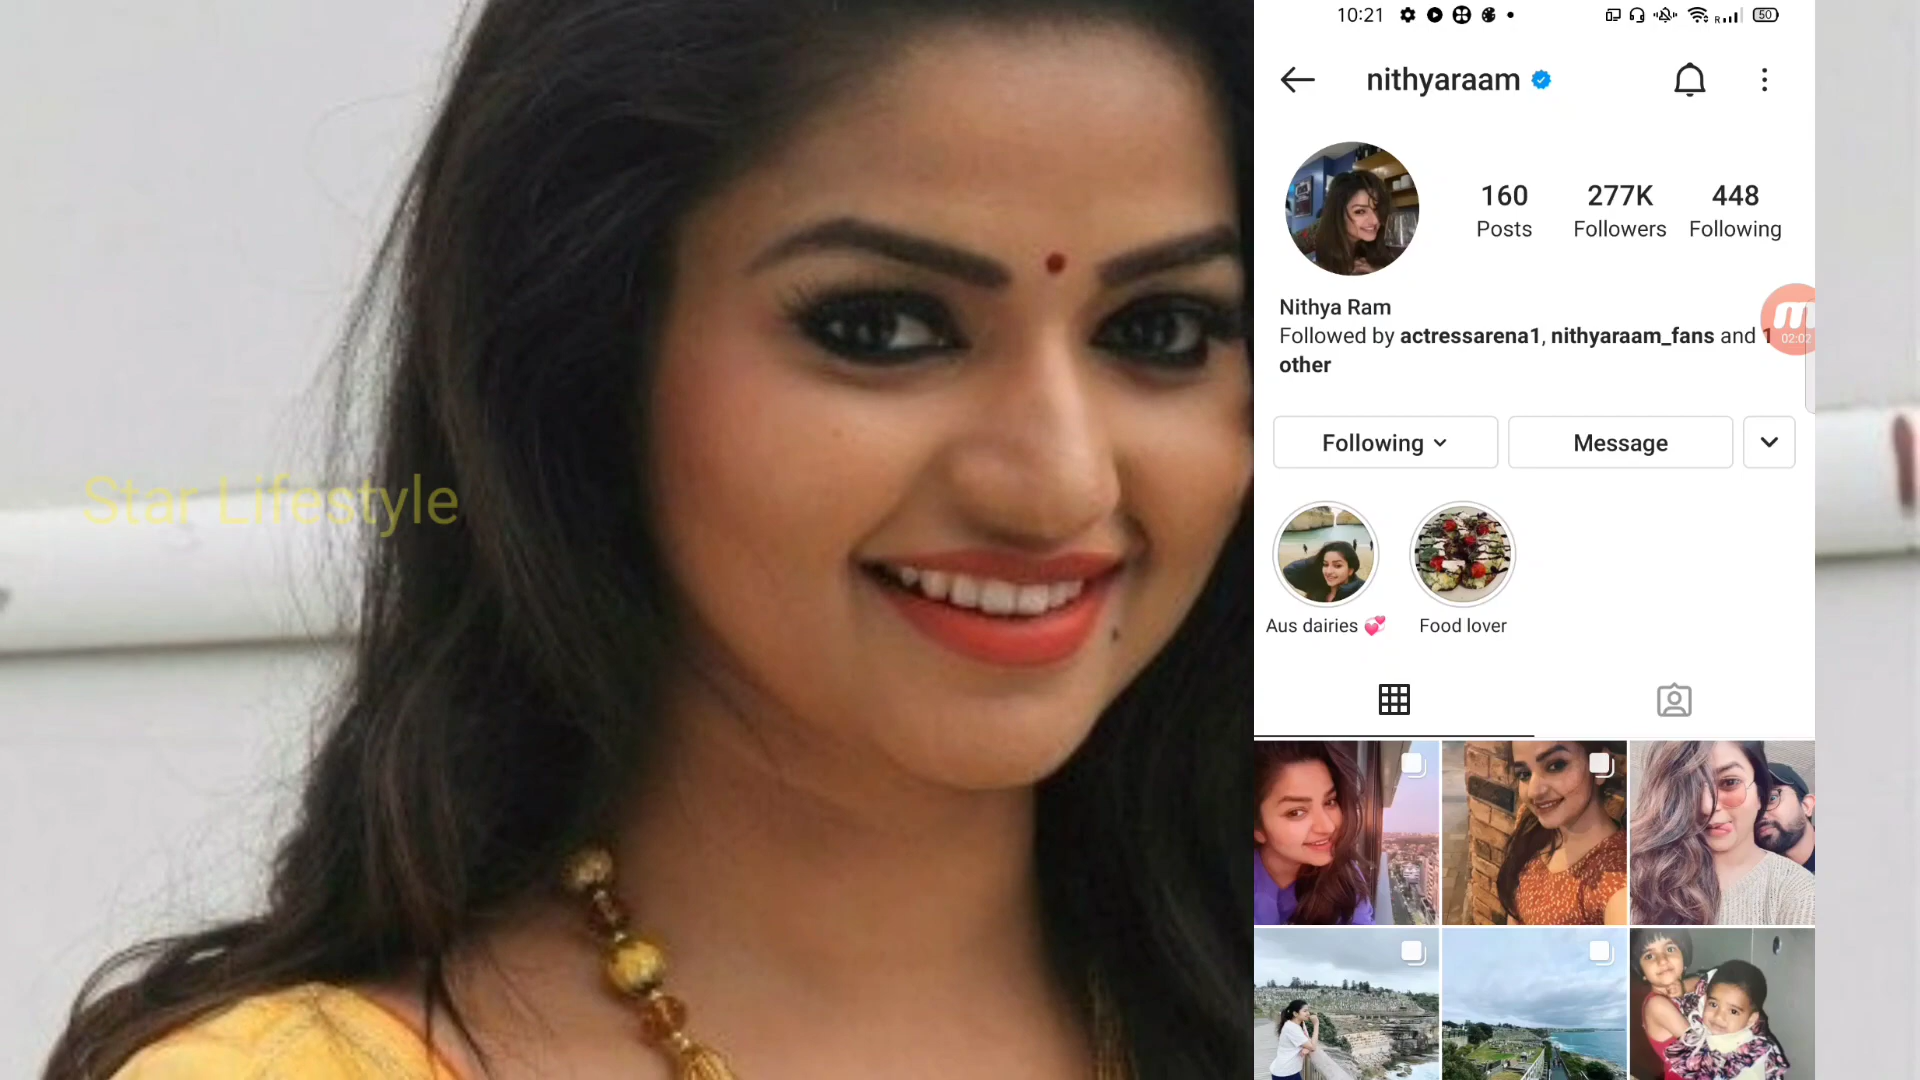 Star Lifestyle
10:21
R
50
nithyaraam
160
277K
448
Posts
Followers
Following
Nithya Ram
Followed by actressarena1, nithyaraam_fans and 1
other
02:02
Following
Message
Aus dairies 💞
Food lover